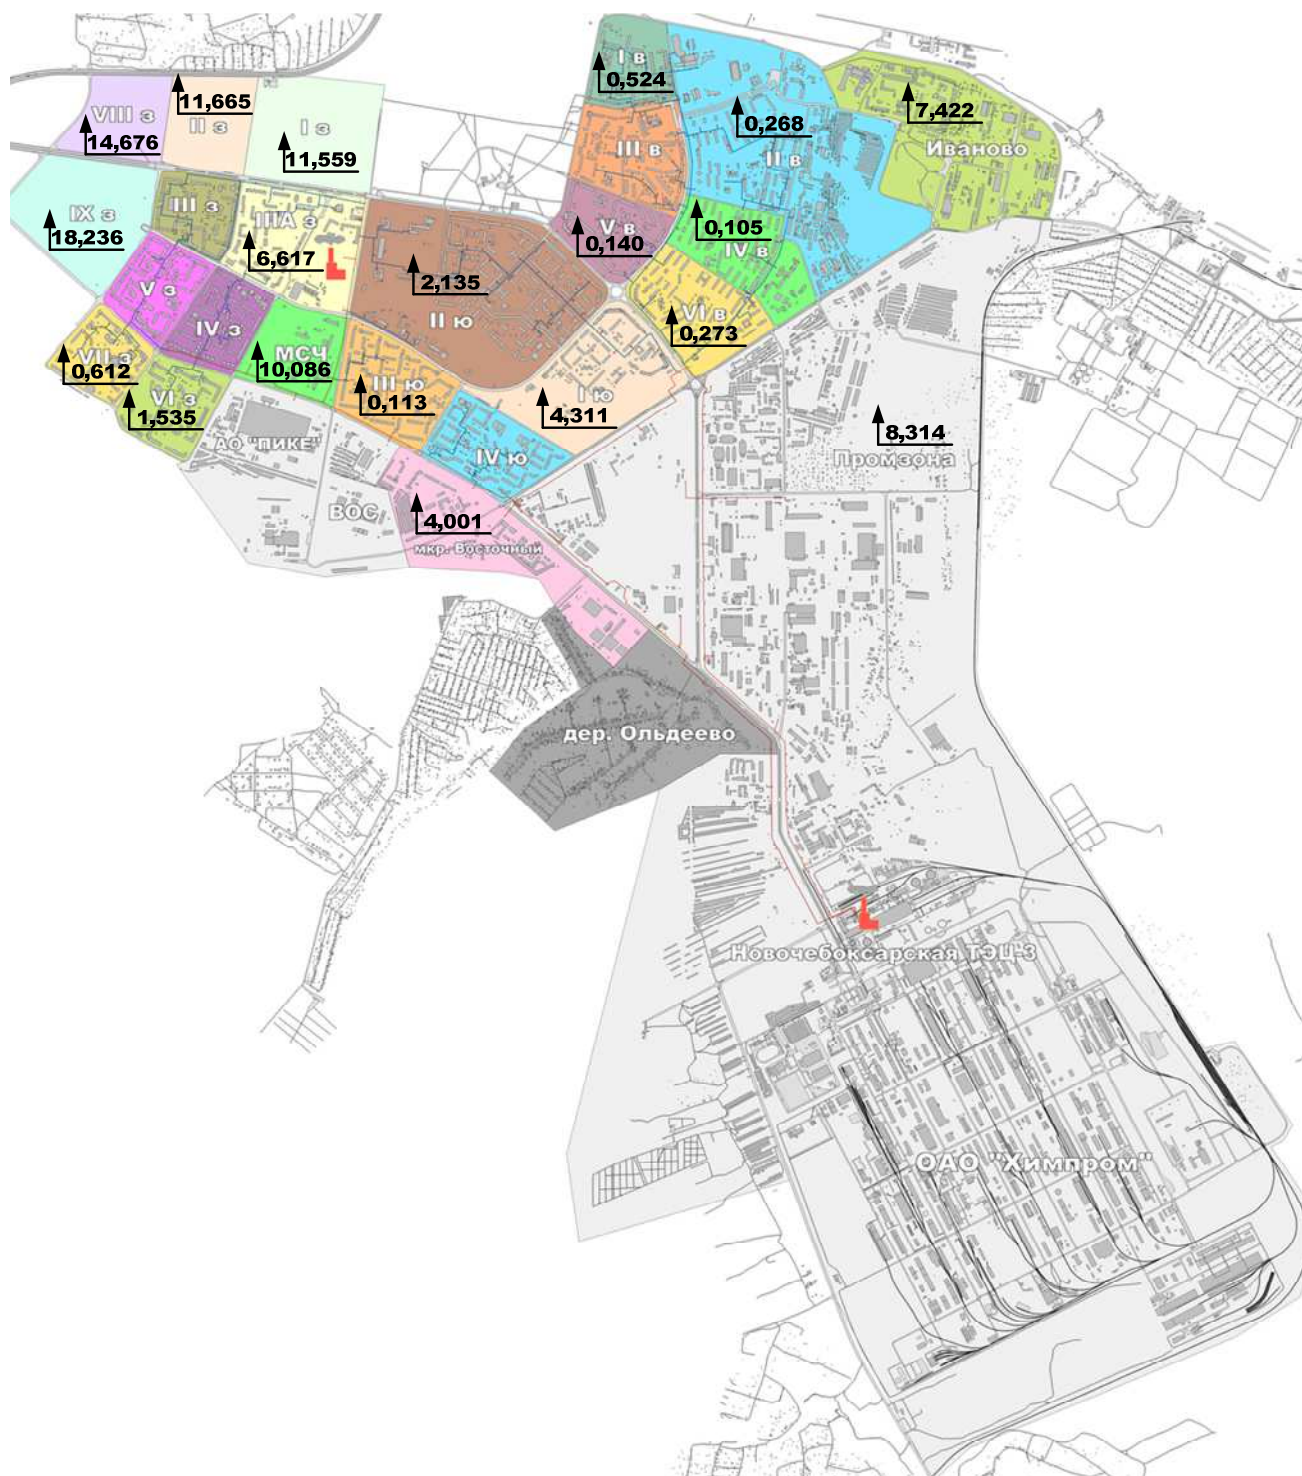 I в
0,524
11,665
VIII з
14,676
II з
I з
11,559
0,268
II в
7,422
Иваново
III в
IX з
18,236
III з
IIIА з
6,617
2,135
II ю
V в
0,140
0,105
IV в
V з
IV з
VI в
0,273
VII з
0,612
VI з
1,535
МСЧ
10,086
III ю
0,113
I ю
4,311
АО "ПИКЕ"
IV ю
8,314
Промзона
ВОС
4,001
мкр. Восточный
дер. Ольдеево
Новочебоксарская ТЭЦ-3
ОАО "Химпром"